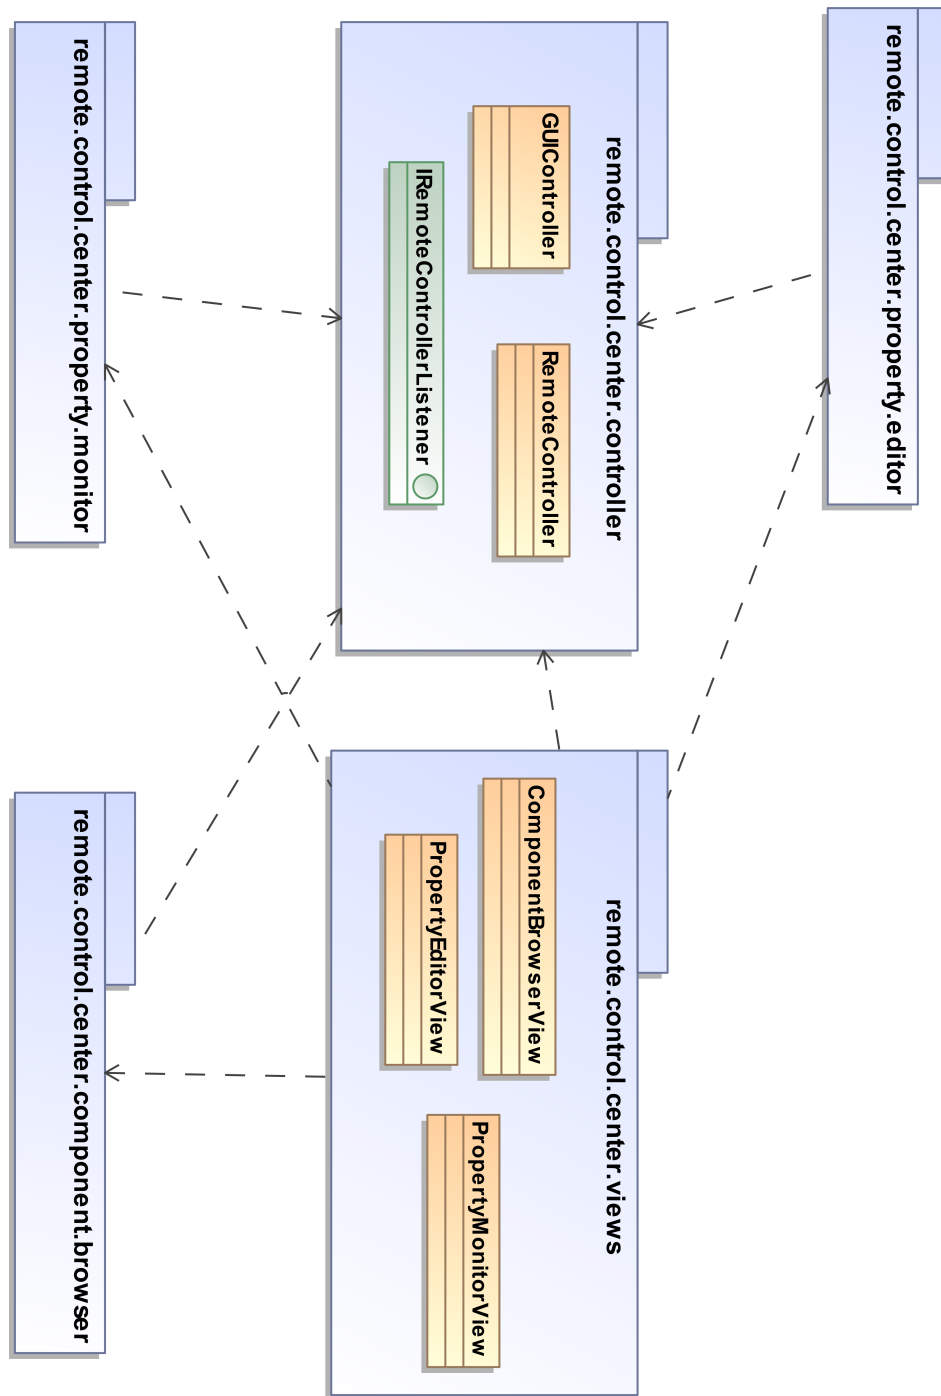 remote.control.center.property.editor
remote.control.center.controller
GUIController
RemoteController
IRemoteControllerListener
remote.control.center.views
ComponentBrowserView
PropertyMonitorView
PropertyEditorView
remote.control.center.property.monitor
remote.control.center.component.browser